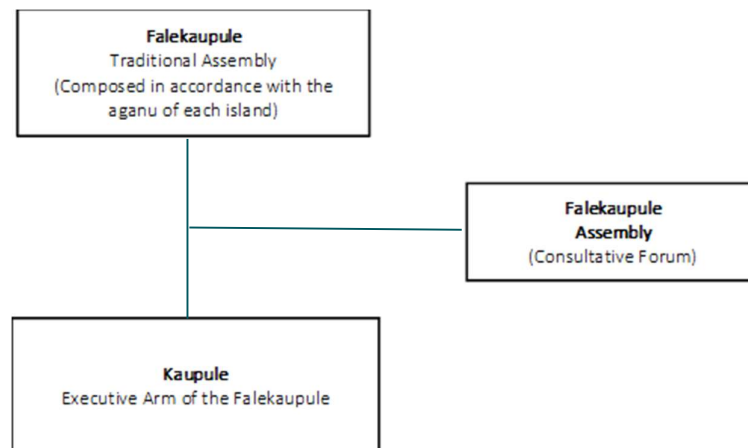 Falekaupule
Traditional Assembly
(Composed in accordance with the
aganu of each island)
Falekaupule
Assembly
(Consultative Forum)
Kaupule
Executive Arm of the Falekaupule